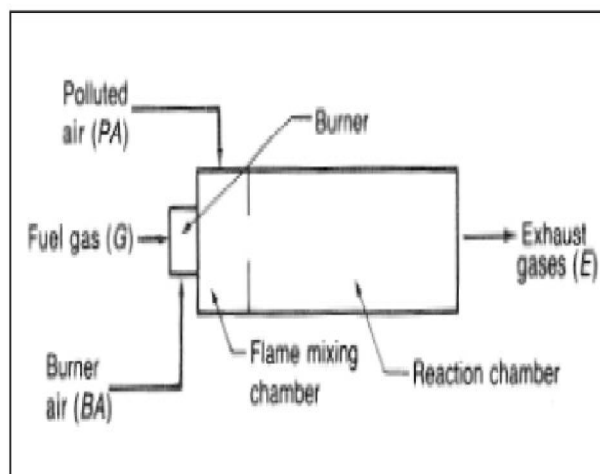 Polluted
air (PA)
Burner
Fuel gas (G)
Exhaust
gases (E)
Flame mixing
chamber
Reaction chamber
Burner
air (BA)